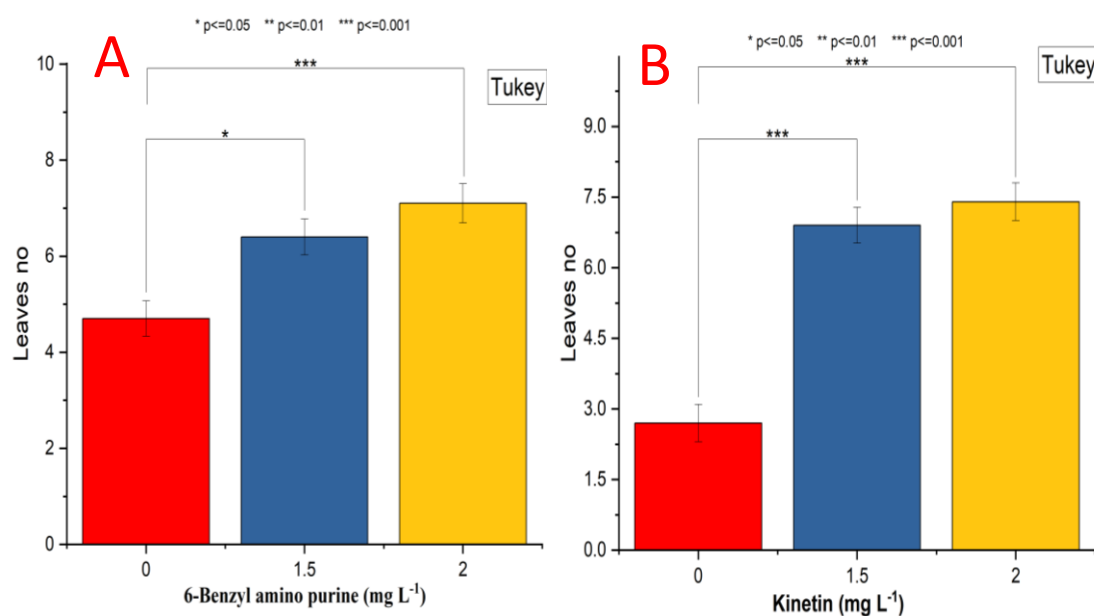 A
* p<=0.05 ** p<=0.01 *** p<=0.001
Tukey
***
*
10
8
6
4
2
0
Leaves no
0 1.5 2
6-Benzyl amino purine (mg L⁻¹)
B
* p<=0.05 ** p<=0.01 *** p<=0.001
Tukey
***
***
9.0
7.5
6.0
4.5
3.0
1.5
0.0
Leaves no
0 1.5 2
Kinetin (mg L⁻¹)